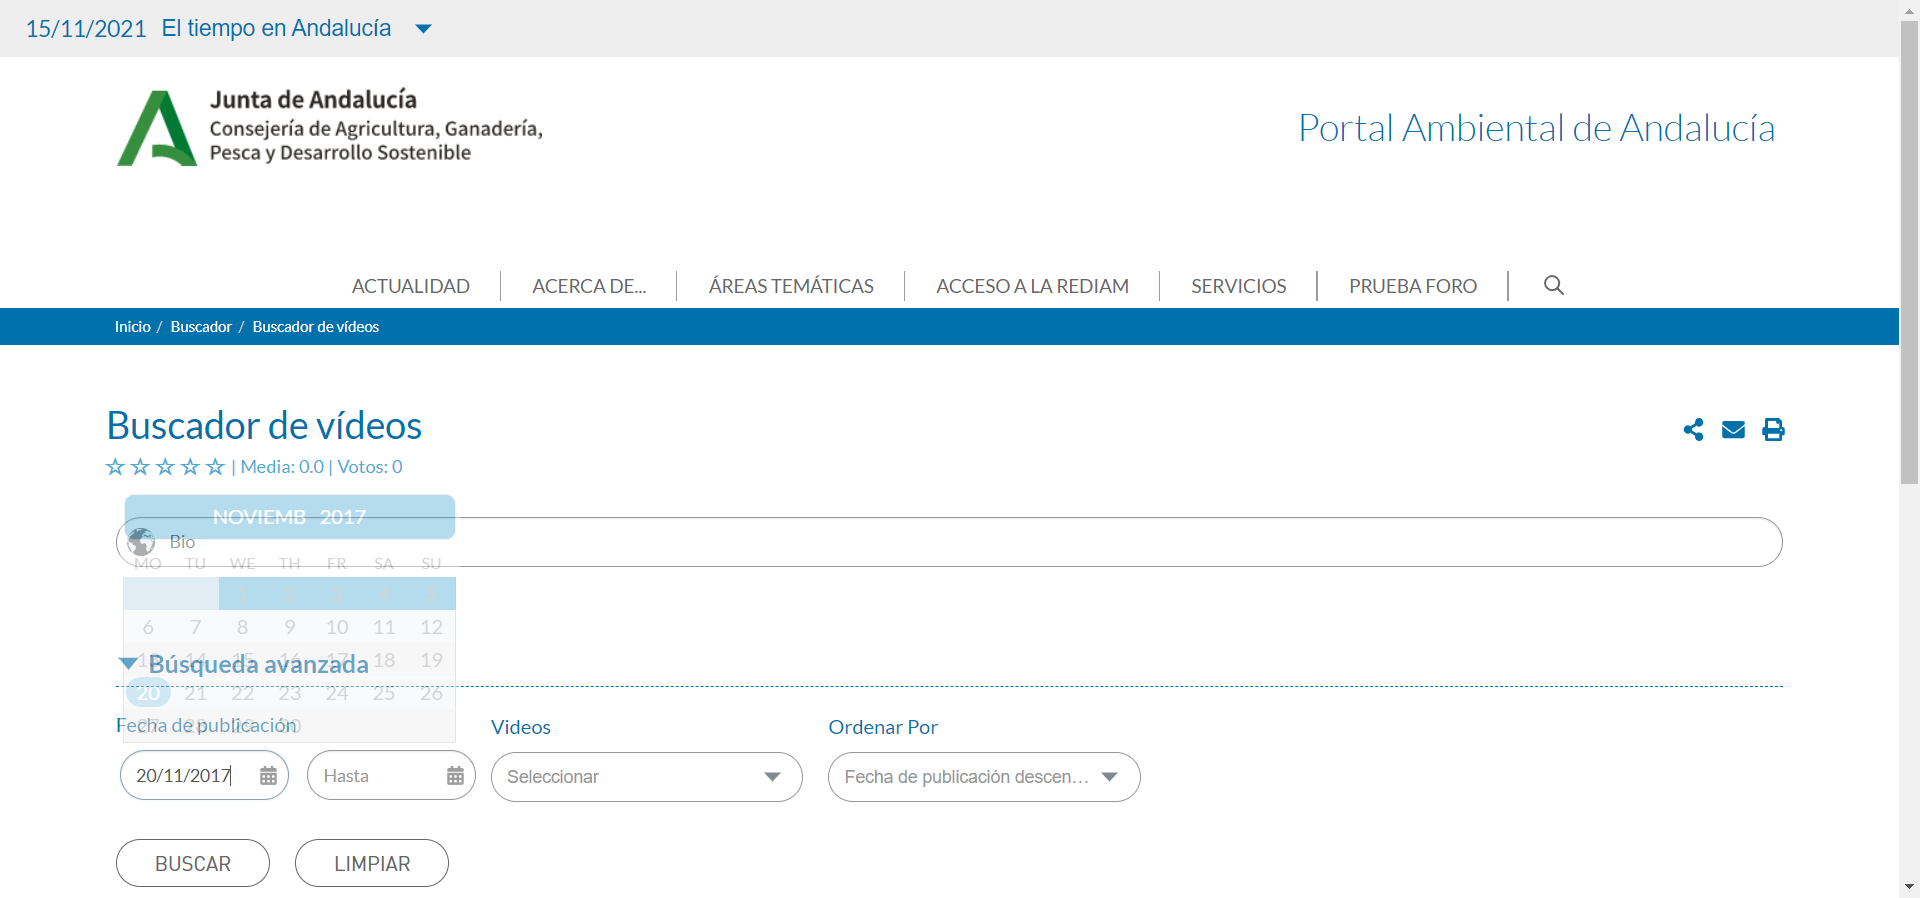 15/11/2021 El tiempo en Andalucía
Junta de Andalucía
Consejería de Agricultura, Ganadería,
Pesca y Desarrollo Sostenible
Portal Ambiental de Andalucía
ACTUALIDAD ACERCA DE... ÁREAS TEMÁTICAS ACCESO A LA REDIAM SERVICIOS PRUEBA FORO
Inicio / Buscador / Buscador de vídeos
Buscador de vídeos
| Media: 0.0 | Votos: 0
NOVIEMB 2017
Bio
MO TU WE TH FR SA SU
1 2 3 4 5
6 7 8 9 10 11 12
13 14 15 16 17 18 19
Búsqueda avanzada
20 21 22 23 24 25 26
27 28 29 30
Fecha de publicación Videos Ordenar Por
20/11/2017 Hasta Seleccionar Fecha de publicación descen...
BUSCAR LIMPIAR